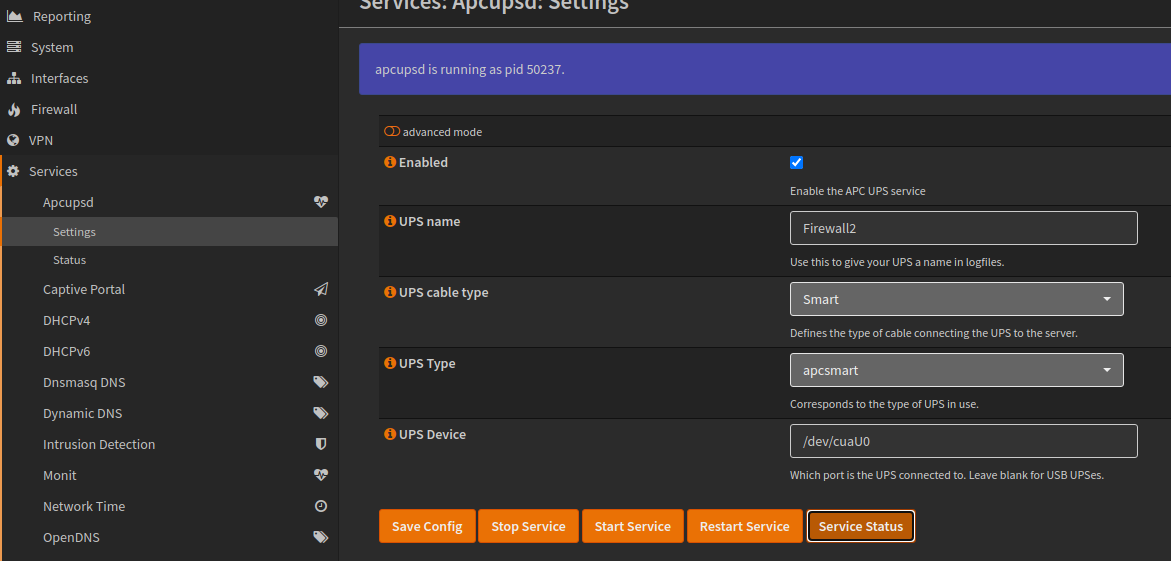 Services: Apcupsd: Settings
Reporting
System
Interfaces
Firewall
VPN
Services
Apcupsd
Settings
Status
Captive Portal
DHCPv4
DHCPv6
Dnsmasq DNS
Dynamic DNS
Intrusion Detection
Monit
Network Time
OpenDNS
apcupsd is running as pid 50237.
advanced mode
Enabled
Enable the APC UPS service
UPS name
Firewall2
Use this to give your UPS a name in logfiles.
UPS cable type
Smart
Defines the type of cable connecting the UPS to the server.
UPS Type
apcsmart
Corresponds to the type of UPS in use.
UPS Device
/dev/cuaU0
Which port is the UPS connected to. Leave blank for USB UPSes.
Save Config Stop Service Start Service Restart Service Service Status